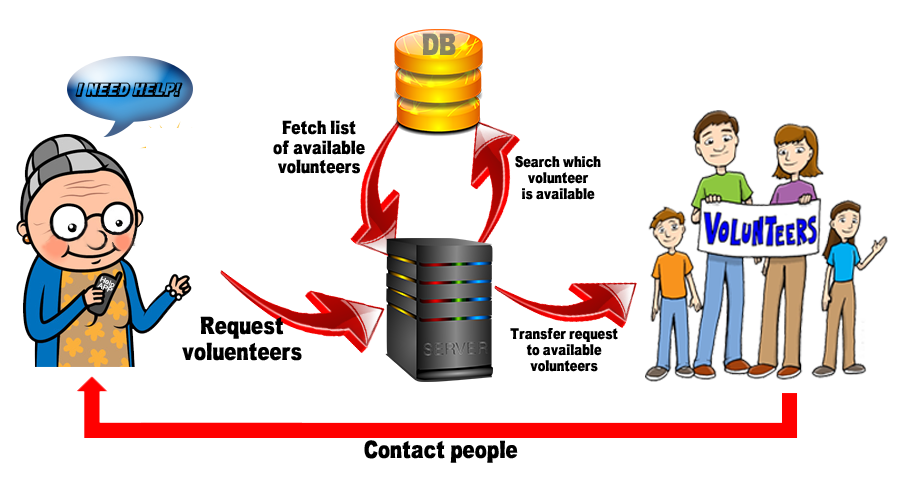 DB
I NEED HELP!
Fetch list
of available
volunteers
Search which
volunteer
is available
VOLUNTEERS
Help
App
Request
voluenteers
SERVER
Transfer request
to available
volunteers
Contact people